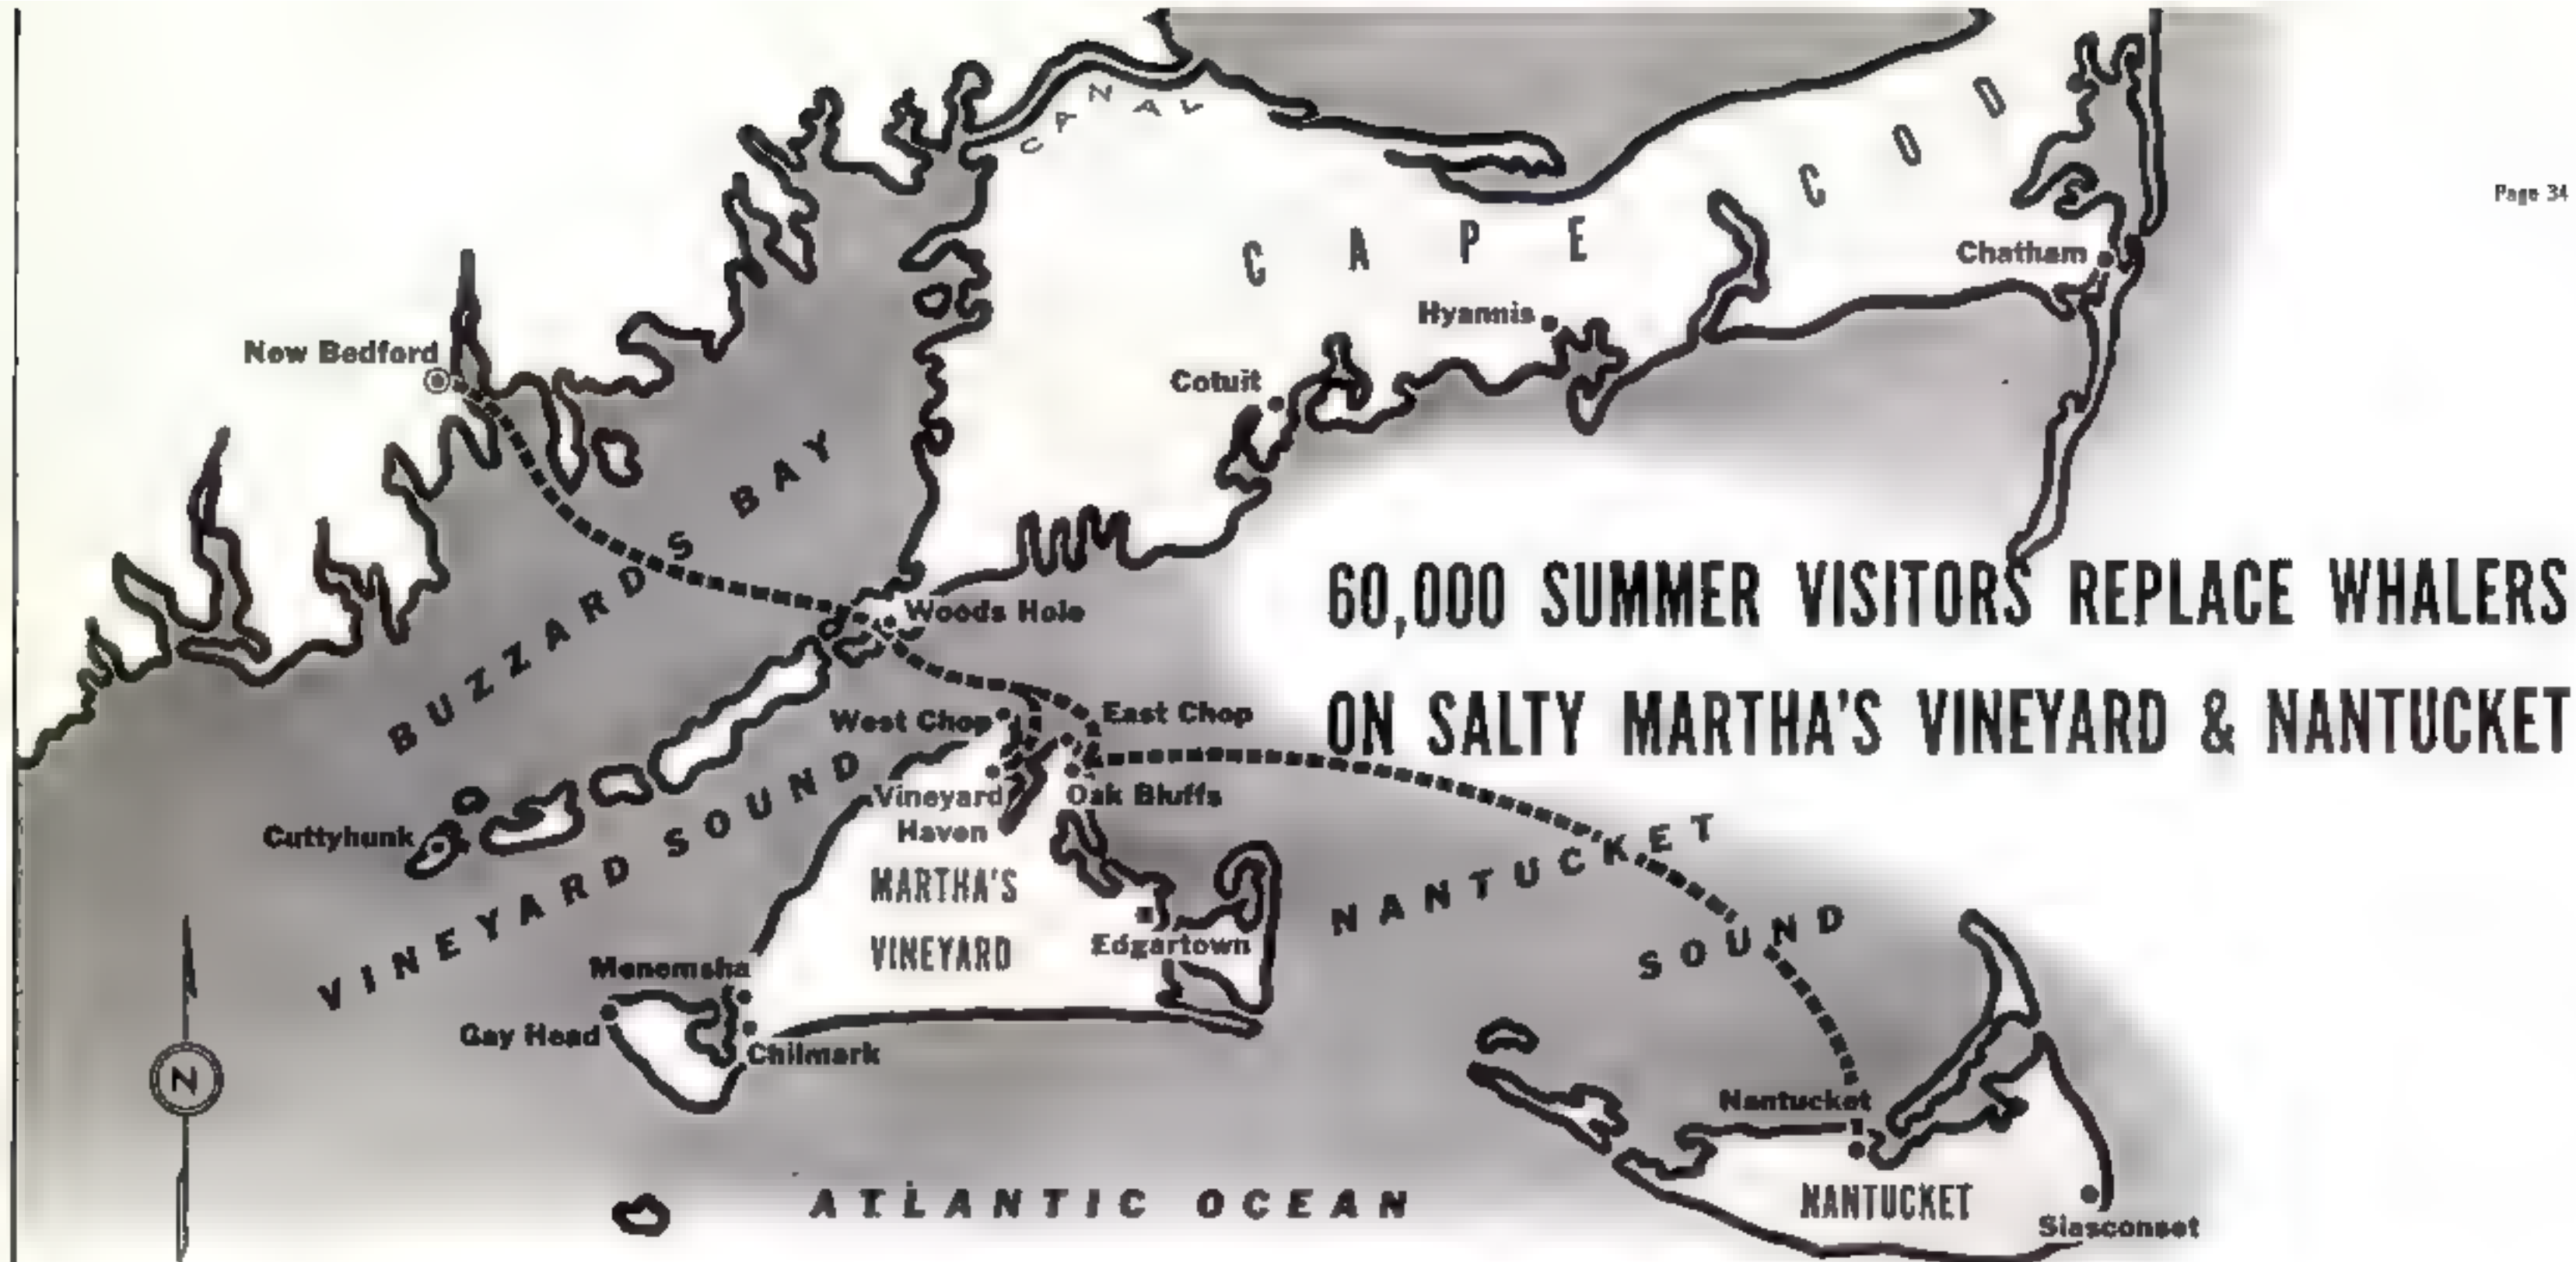 CANAL
CAPE COD
Page 34
Chatham
Hyannis
New Bedford
Cotuit
BUZZARDS BAY
60,000 SUMMER VISITORS REPLACE WHALERS
ON SALTY MARTHA'S VINEYARD & NANTUCKET
Woods Hole
West Chop
East Chop
Vineyard
Haven
Oak Bluffs
Cuttyhunk
VINEYARD SOUND
NANTUCKET
SOUND
MARTHA'S
VINEYARD
Edgartown
Menemsha
Gay Head
Chilmark
N
Nantucket
NANTUCKET
Siasconset
ATLANTIC OCEAN